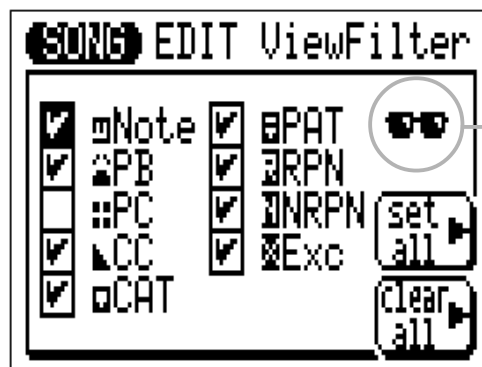 SONG EDIT ViewFilter
Note PAT
PB RPN
PC NRPN
CC Exc
CAT
set
all
clear
all